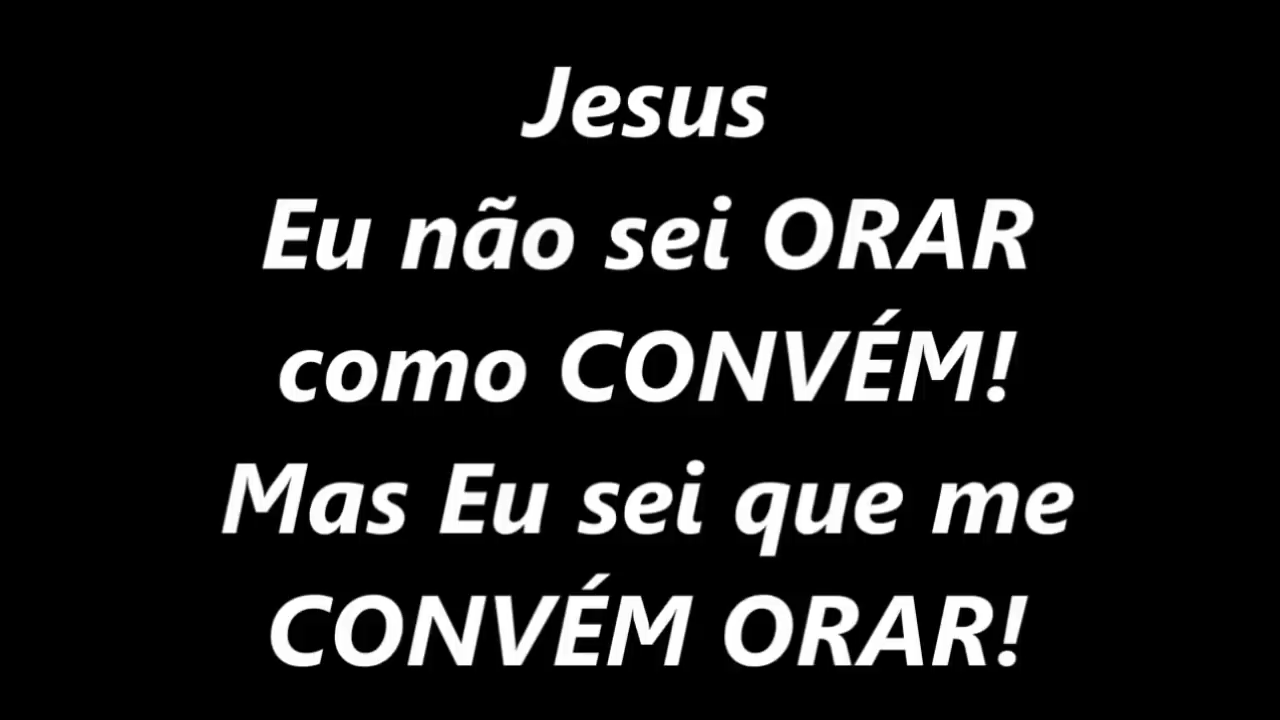 Jesus
Eu não sei ORAR
como CONVÉM!
Mas Eu sei que me
CONVÉM ORAR!